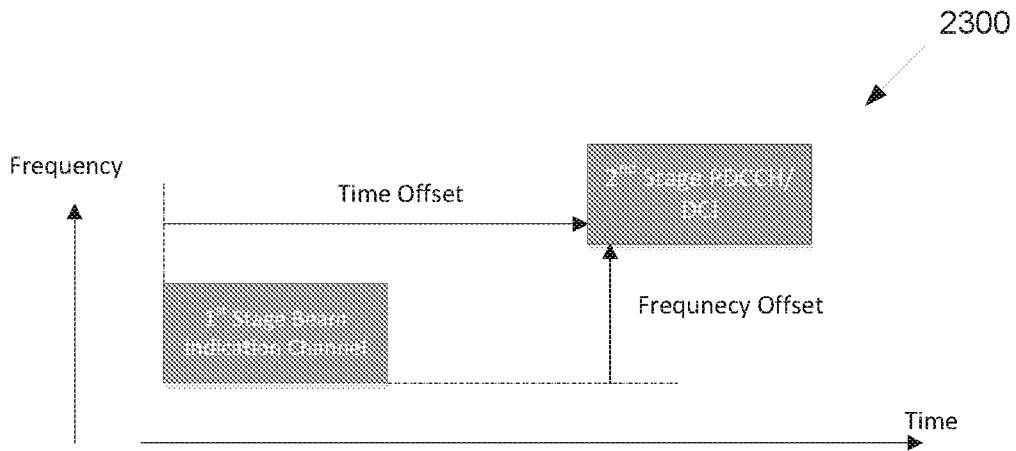 2300
Frequency
Time Offset
2nd Stage PDCCH/
DCI
1st Stage Beam
Indication Channel
Frequnecy Offset
Time